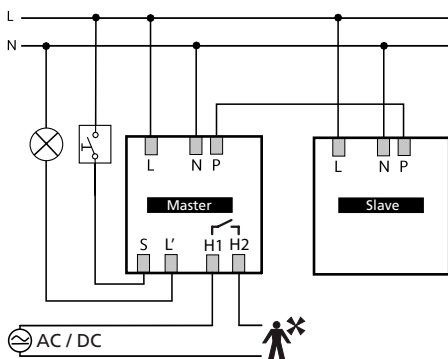 L
N
L N P
L N P
Master
Slave
S L' H1 H2
AC / DC